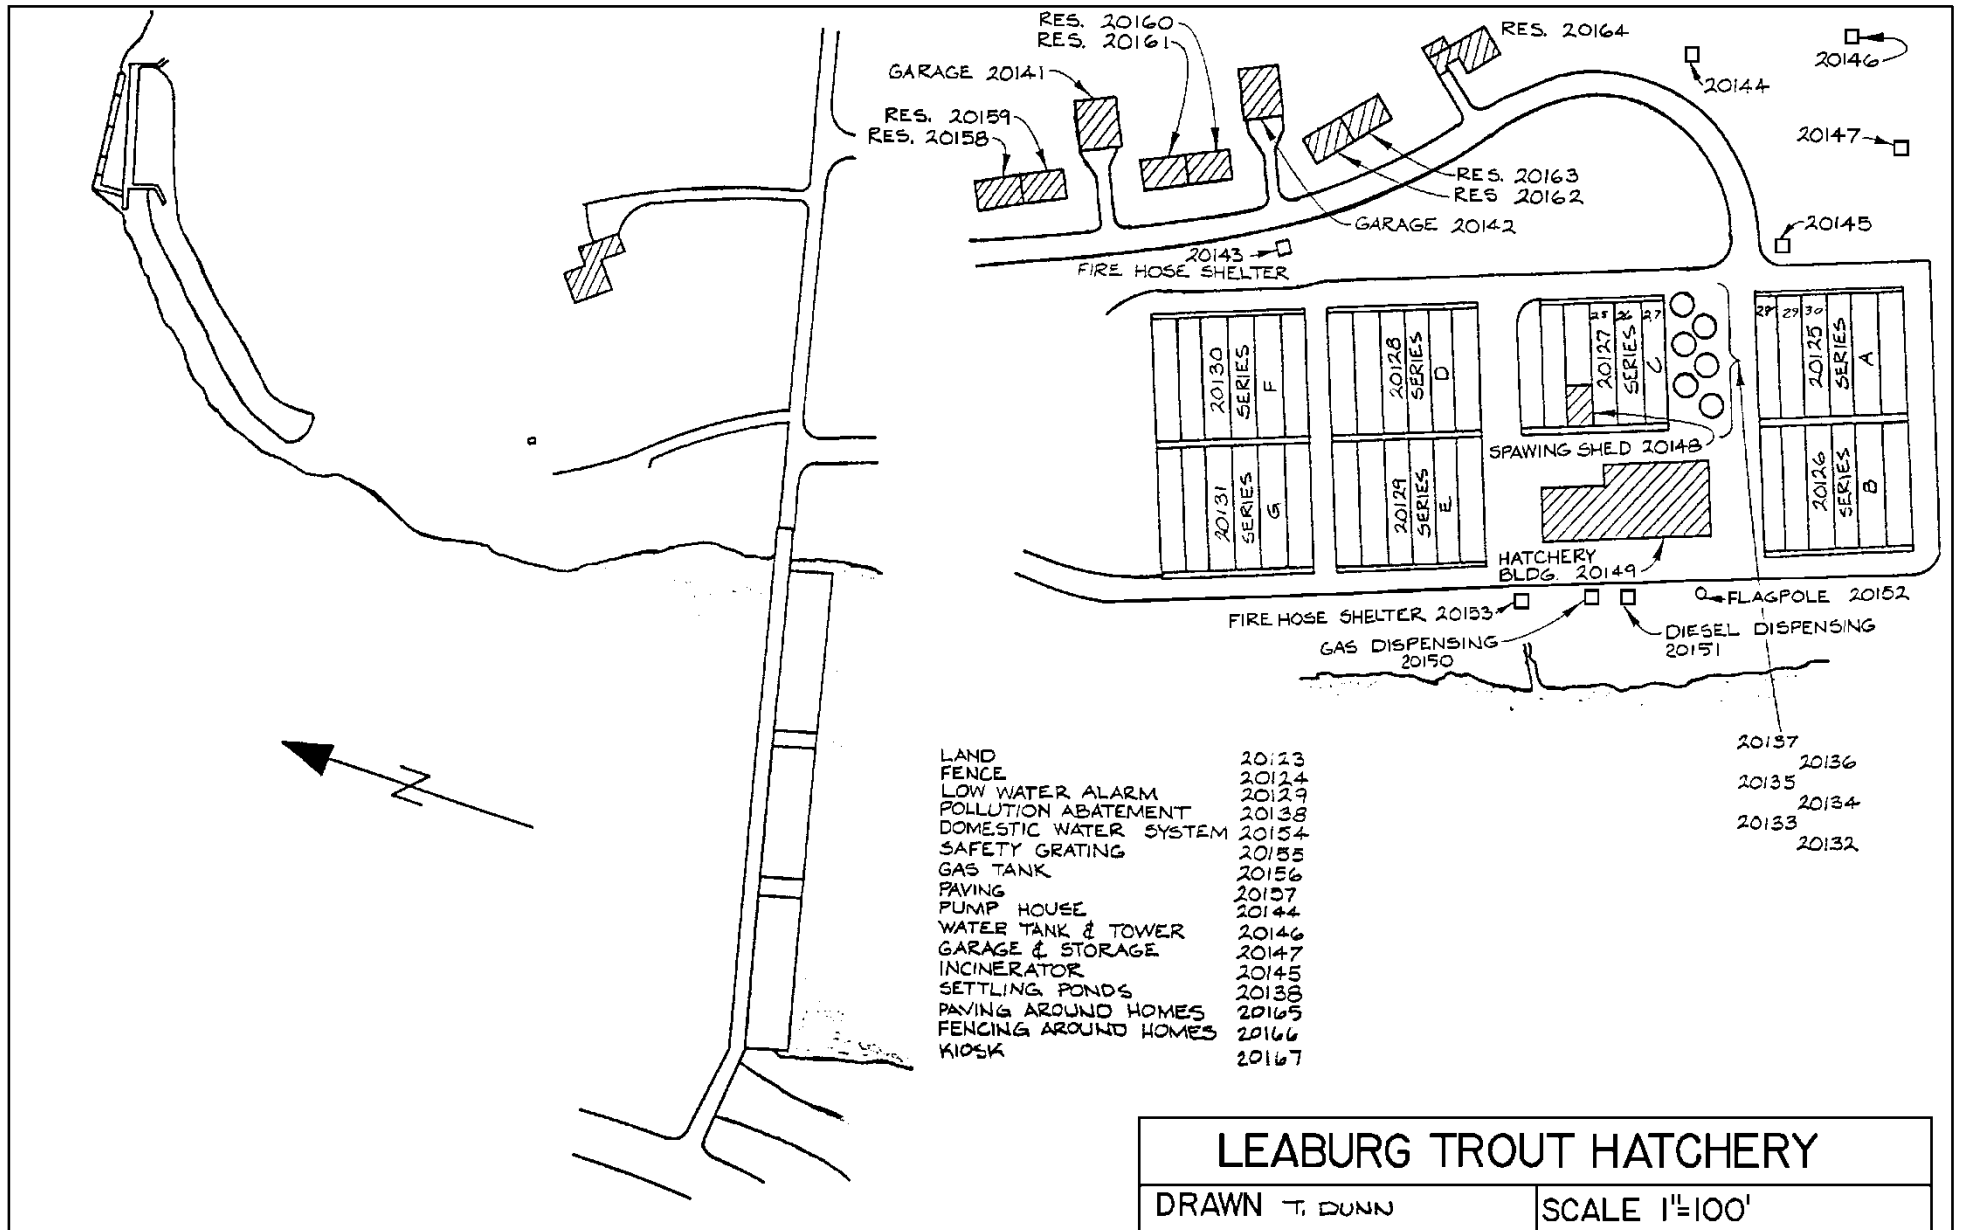 RES. 20160
RES. 20161
RES. 20164
20146
20144
GARAGE 20141
RES. 20159
RES. 20158
20147
RES. 20163
RES 20162
GARAGE 20142
20145
20143
FIRE HOSE SHELTER
20130
SERIES
F
20128
SERIES
D
25 26 27
20127
SERIES
C
28 29 30
20125
SERIES
A
SPAWING SHED 20148
20131
SERIES
G
20129
SERIES
E
20126
SERIES
B
HATCHERY
BLDG. 20149
FLAGPOLE 20152
FIRE HOSE SHELTER 20153
GAS DISPENSING
20150
DIESEL DISPENSING
20151
N
20137
20136
20135
20134
20133
20132
LAND 20123
FENCE 20124
LOW WATER ALARM 20129
POLLUTION ABATEMENT 20138
DOMESTIC WATER SYSTEM 20154
SAFETY GRATING 20155
GAS TANK 20156
PAVING 20157
PUMP HOUSE 20144
WATER TANK & TOWER 20146
GARAGE & STORAGE 20147
INCINERATOR 20145
SETTLING PONDS 20138
PAVING AROUND HOMES 20165
FENCING AROUND HOMES 20166
KIOSK 20167
LEABURG TROUT HATCHERY
DRAWN T. DUNN
SCALE 1"=100'